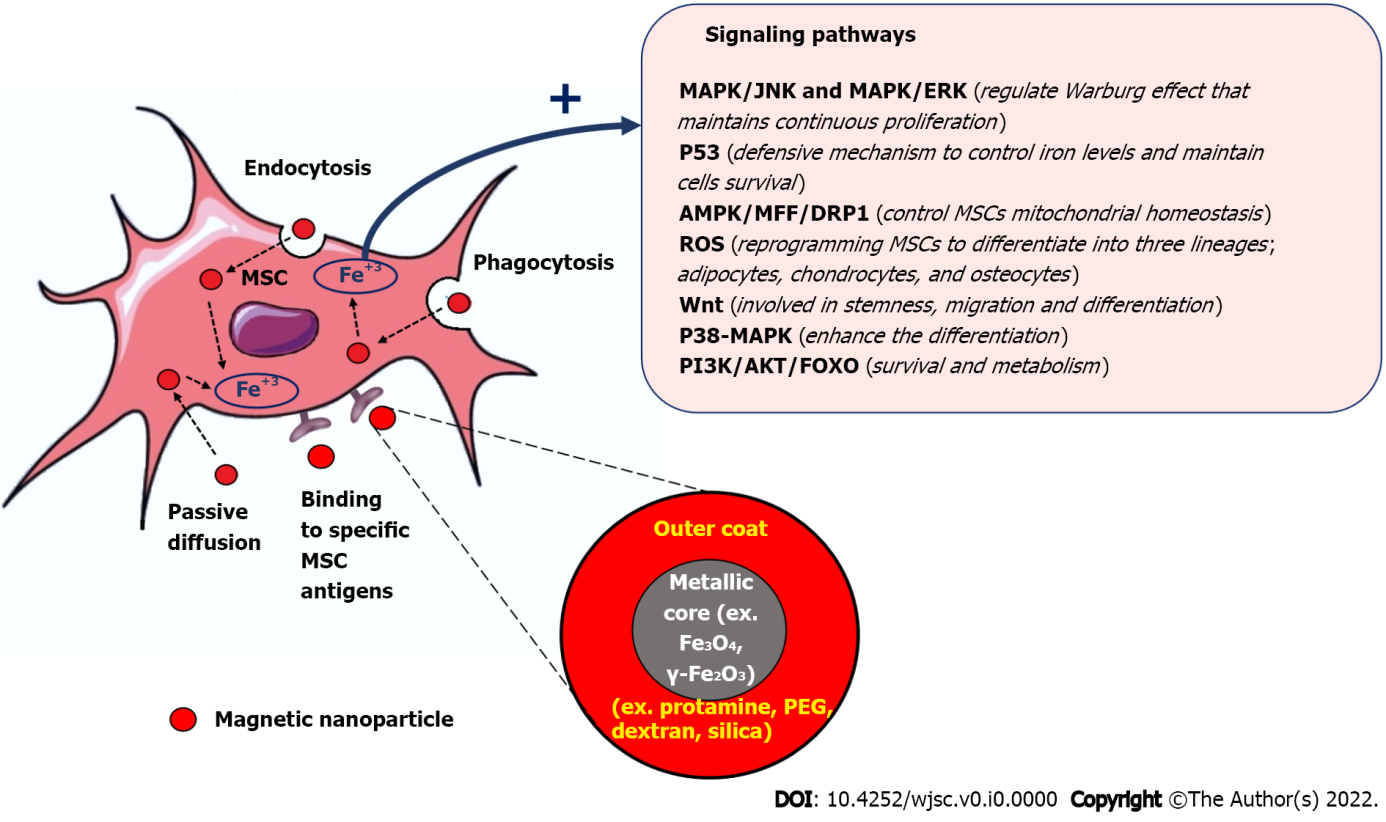 Signaling pathways
MAPK/JNK and MAPK/ERK (regulate Warburg effect that
maintains continuous proliferation)
P53 (defensive mechanism to control iron levels and maintain
cells survival)
AMPK/MFF/DRP1 (control MSCs mitochondrial homeostasis)
ROS (reprogramming MSCs to differentiate into three lineages;
adipocytes, chondrocytes, and osteocytes)
Wnt (involved in stemness, migration and differentiation)
P38-MAPK (enhance the differentiation)
PI3K/AKT/FOXO (survival and metabolism)
+
Endocytosis
Phagocytosis
MSC
Fe+3
Fe+3
Passive
diffusion
Binding
to specific
MSC
antigens
Outer coat
Metallic
core (ex.
Fe₃O₄,
γ-Fe₂O₃)
(ex. protamine, PEG,
dextran, silica)
Magnetic nanoparticle
DOI: 10.4252/wjsc.v0.i0.0000 Copyright ©The Author(s) 2022.